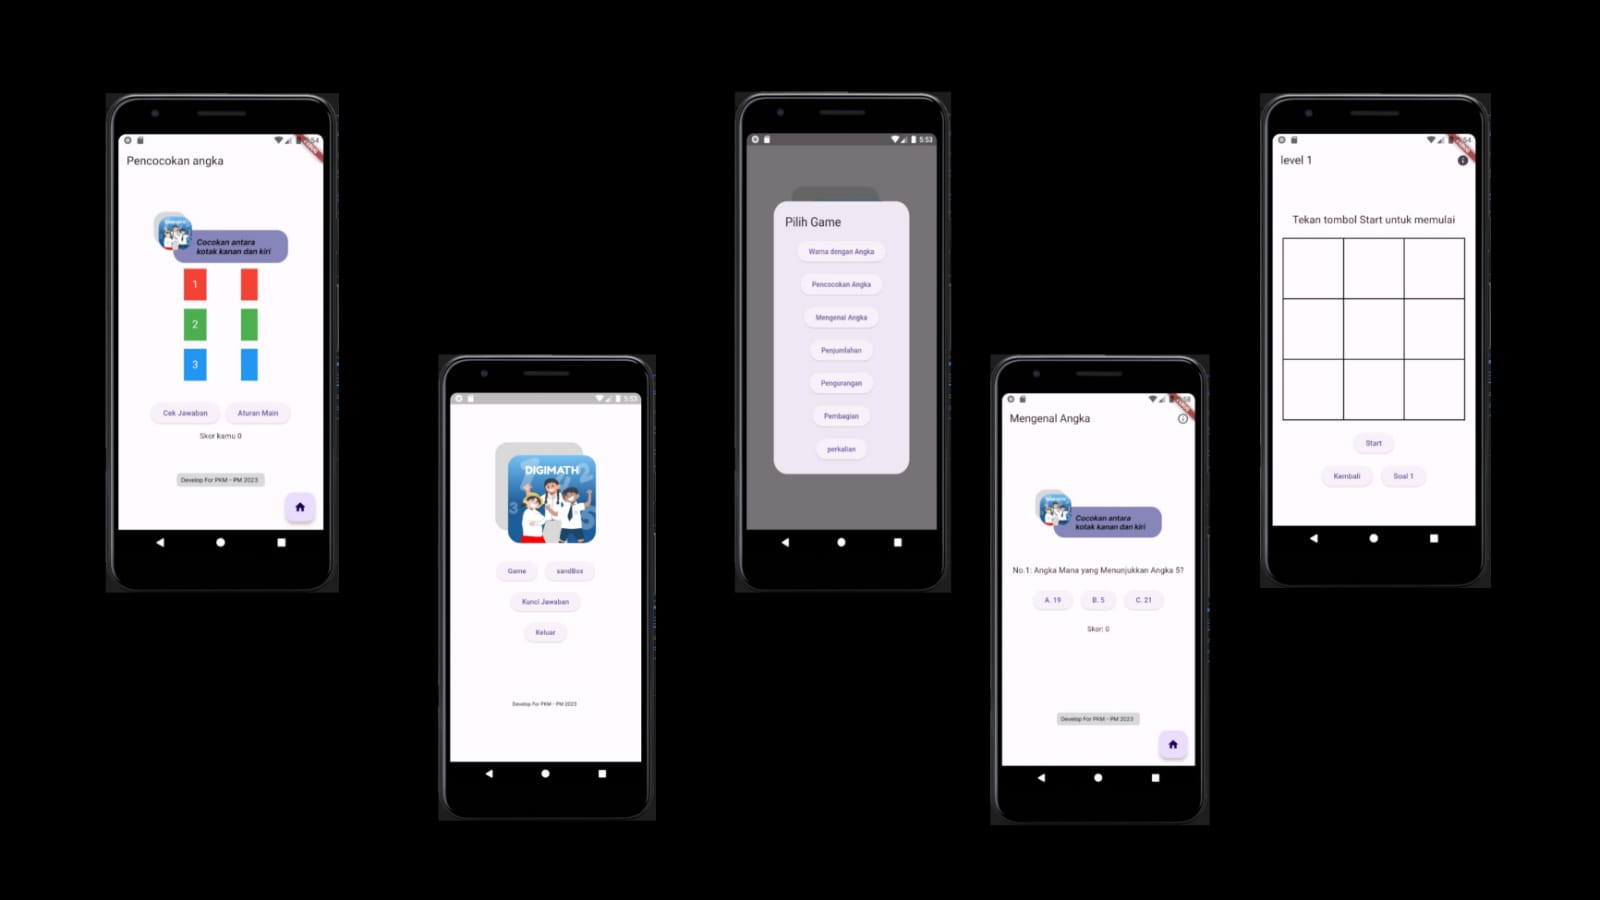 5:54
Pencocokan angka
Cocokan antara
kotak kanan dan kiri
1
2
3
Cek Jawaban
Aturan Main
Skor kamu 0
Develop For PKM - PM 2023
5:53
DIGIMATH
Game
sandBox
Kunci Jawaban
Keluar
Develop For PKM - PM 2023
5:53
Pilih Game
Warna dengan Angka
Pencocokan Angka
Mengenal Angka
Penjumlahan
Pengurangan
Pembagian
perkalian
Mengenal Angka
Cocokan antara
kotak kanan dan kiri
No.1: Angka Mana yang Menunjukkan Angka 5?
A. 19
B. 5
C. 21
Skor: 0
Develop For PKM - PM 2023
level 1
Tekan tombol Start untuk memulai
Start
Kembali
Soal 1